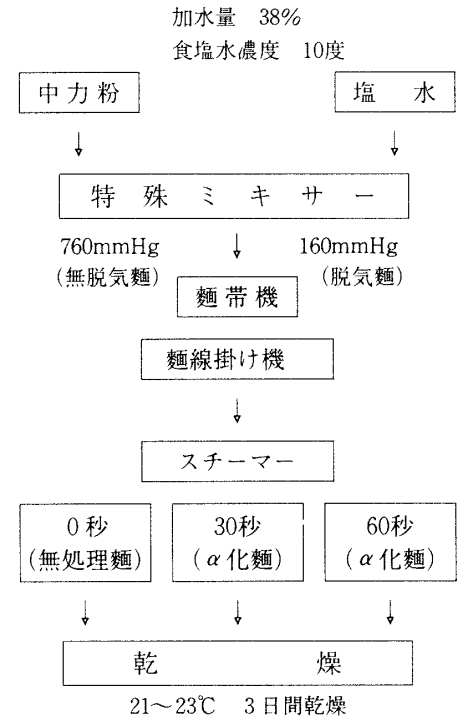 加水量 38%
食塩水濃度 10度
中力粉 塩水
特殊ミキサー
760mmHg 160mmHg
(無脱気麵) (脱気麵)
麵帯機
麵線掛け機
スチーマー
0秒 30秒 60秒
(無処理麵) (α化麵) (α化麵)
乾燥
21〜23℃ 3日間乾燥